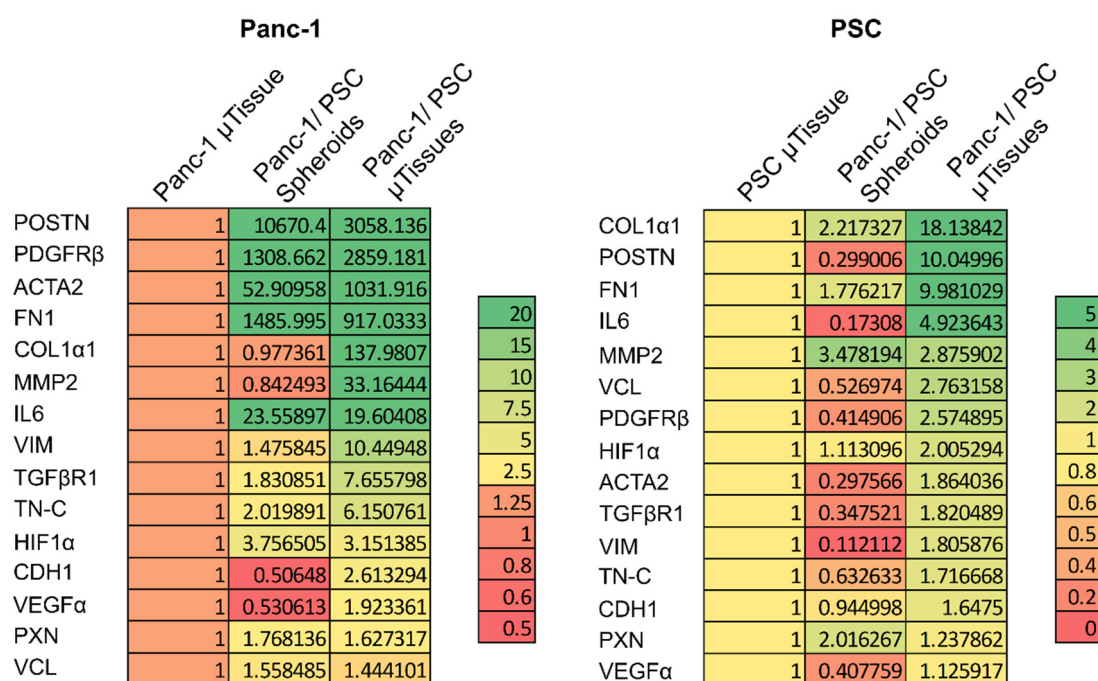 Panc-1
Panc-1 µTissue
Panc-1/ PSC
Spheroids
Panc-1/ PSC
µTissues
POSTN 1 10670.4 3058.136
PDGFRβ 1 1308.662 2859.181
ACTA2 1 52.90958 1031.916
FN1 1 1485.995 917.0333
COL1α1 1 0.977361 137.9807
MMP2 1 0.842493 33.16444
IL6 1 23.55897 19.60408
VIM 1 1.475845 10.44948
TGFβR1 1 1.830851 7.655798
TN-C 1 2.019891 6.150761
HIF1α 1 3.756505 3.151385
CDH1 1 0.50648 2.613294
VEGFα 1 0.530613 1.923361
PXN 1 1.768136 1.627317
VCL 1 1.558485 1.444101
20
15
10
7.5
5
2.5
1.25
1
0.8
0.6
0.5
PSC
PSC µTissue
Panc-1/ PSC
Spheroids
Panc-1/ PSC
µTissues
COL1α1 1 2.217327 18.13842
POSTN 1 0.299006 10.04996
FN1 1 1.776217 9.981029
IL6 1 0.17308 4.923643
MMP2 1 3.478194 2.875902
VCL 1 0.526974 2.763158
PDGFRβ 1 0.414906 2.574895
HIF1α 1 1.113096 2.005294
ACTA2 1 0.297566 1.864036
TGFβR1 1 0.347521 1.820489
VIM 1 0.112112 1.805876
TN-C 1 0.632633 1.716668
CDH1 1 0.944998 1.6475
PXN 1 2.016267 1.237862
VEGFα 1 0.407759 1.125917
5
4
3
2
1
0.8
0.6
0.5
0.4
0.2
0